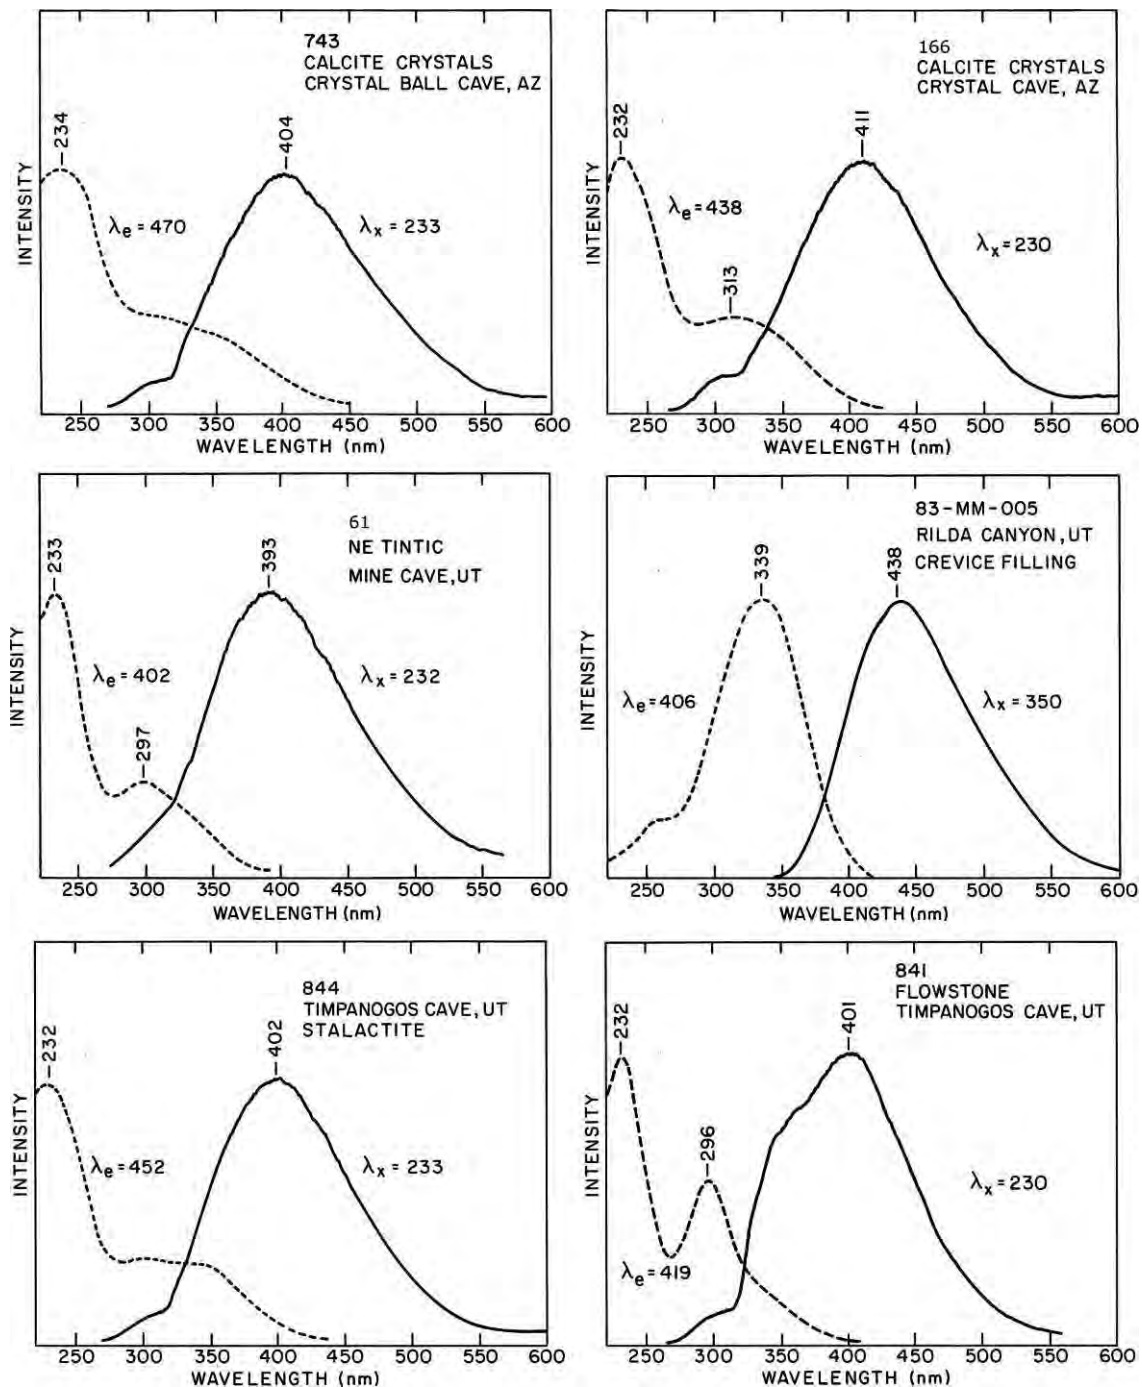 743
CALCITE CRYSTALS
CRYSTAL BALL CAVE, AZ
234
404
λe = 470
λx = 233
INTENSITY
250 300 350 400 450 500 550 600
WAVELENGTH (nm)
166
CALCITE CRYSTALS
CRYSTAL CAVE, AZ
232
411
λe = 438
313
λx = 230
INTENSITY
250 300 350 400 450 500 550 600
WAVELENGTH (nm)
61
NE TINTIC
MINE CAVE, UT
233
393
λe = 402
λx = 232
297
INTENSITY
250 300 350 400 450 500 550 600
WAVELENGTH (nm)
83-MM-005
RILDA CANYON, UT
CREVICE FILLING
339
438
λe = 406
λx = 350
INTENSITY
250 300 350 400 450 500 550 600
WAVELENGTH (nm)
844
TIMPANOGOS CAVE, UT
STALACTITE
232
402
λe = 452
λx = 233
INTENSITY
250 300 350 400 450 500 550 600
WAVELENGTH (nm)
841
FLOWSTONE
TIMPANOGOS CAVE, UT
232
401
296
λx = 230
λe = 419
INTENSITY
250 300 350 400 450 500 550 600
WAVELENGTH (nm)